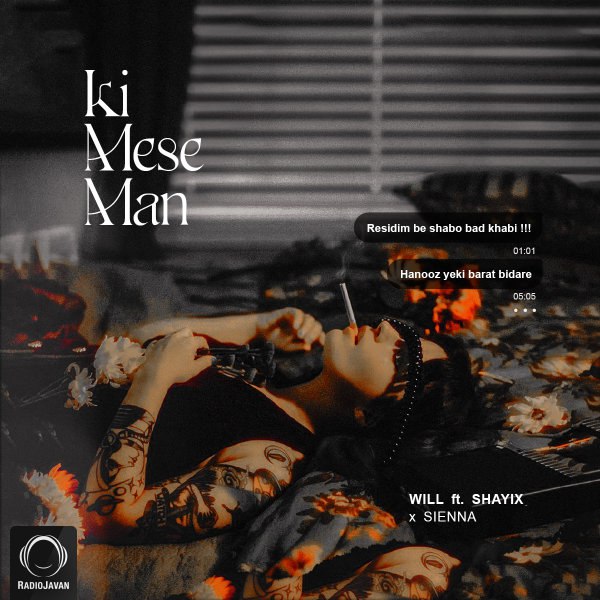 Ki
Mese
Man
Residim be shabo bad khabi !!!
01:01
Hanooz yeki barat bidare
05:05
WILL ft. SHAYIX
x SIENNA
RADIOJAVAN